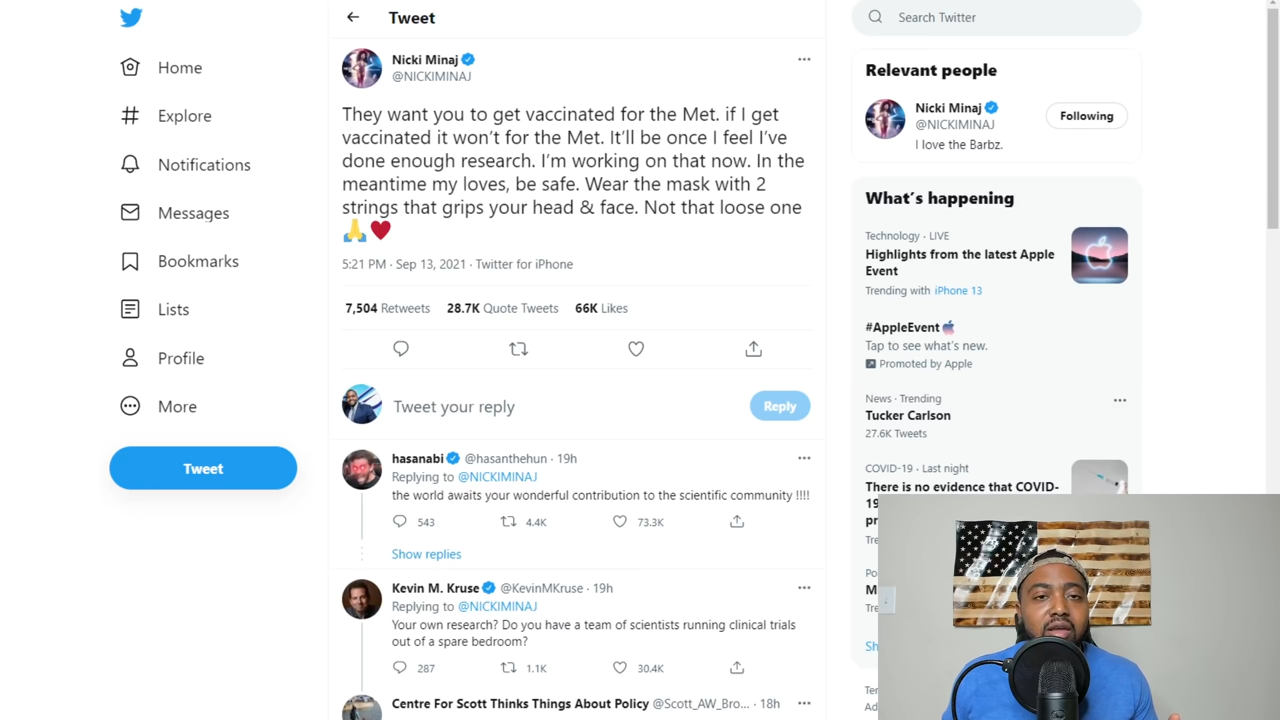 Home
Explore
Notifications
Messages
Bookmarks
Lists
Profile
More
Tweet
Tweet
Nicki Minaj
@NICKIMINAJ
They want you to get vaccinated for the Met. if I get
vaccinated it won't for the Met. It'll be once I feel I've
done enough research. I'm working on that now. In the
meantime my loves, be safe. Wear the mask with 2
strings that grips your head & face. Not that loose one
🙏♥️
5:21 PM · Sep 13, 2021 · Twitter for iPhone
7,504 Retweets 28.7K Quote Tweets 66K Likes
Tweet your reply
Reply
hasanabi @hasanthehun · 19h
Replying to @NICKIMINAJ
the world awaits your wonderful contribution to the scientific community !!!!
543 4.4K 73.3K
Show replies
Kevin M. Kruse @KevinMKruse · 19h
Replying to @NICKIMINAJ
Your own research? Do you have a team of scientists running clinical trials
out of a spare bedroom?
287 1.1K 30.4K
Centre For Scott Thinks Things About Policy @Scott_AW_Bro... · 18h
Search Twitter
Relevant people
Nicki Minaj
@NICKIMINAJ
Following
I love the Barbz.
What's happening
Technology · LIVE
Highlights from the latest Apple
Event
Trending with iPhone 13
#AppleEvent
Tap to see what's new.
Promoted by Apple
News · Trending
Tucker Carlson
27.6K Tweets
COVID-19 · Last night
There is no evidence that COVID-